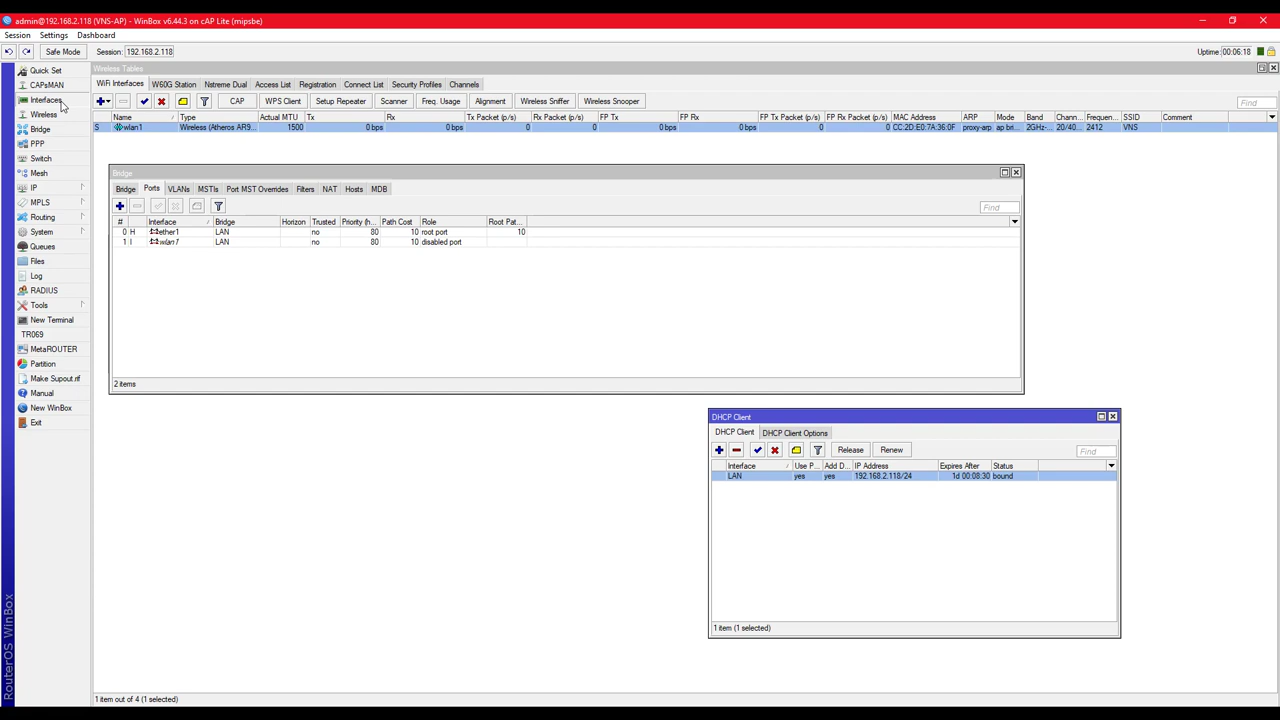 admin@192.168.2.118 (VNS-AP) - WinBox v6.44.3 on cAP Lite (mipsbe)
Session Settings Dashboard
Safe Mode Session: 192.168.2.118 Uptime: 00:06:18
Quick Set
CAPsMAN
Interfaces
Wireless
Bridge
PPP
Switch
Mesh
IP
MPLS
Routing
System
Queues
Files
Log
RADIUS
Tools
New Terminal
TR069
MetaROUTER
Partition
Make Supout.rif
Manual
New WinBox
Exit
RouterOS WinBox
Wireless Tables
WiFi Interfaces W60G Station Nstreme Dual Access List Registration Connect List Security Profiles Channels
CAP WPS Client Setup Repeater Scanner Freq. Usage Alignment Wireless Sniffer Wireless Snooper Find
Name Type Actual MTU Tx Rx Tx Packet (p/s) Rx Packet (p/s) FP Tx FP Rx FP Tx Packet (p/s) FP Rx Packet (p/s) MAC Address ARP Mode Band Chann... Frequen... SSID Comment
S wlan1 Wireless (Atheros AR9... 1500 0 bps 0 bps 0 0 0 bps 0 bps 0 0 CC:2D:E0:7A:36:0F proxy-arp ap bri... 2GHz-... 20/40... 2412 VNS
Bridge
Bridge Ports VLANs MSTIs Port MST Overrides Filters NAT Hosts MDB
Find
# Interface Bridge Horizon Trusted Priority (h... Path Cost Role Root Pat...
0 H ether1 LAN no 80 10 root port 10
1 I wlan1 LAN no 80 10 disabled port
2 items
DHCP Client
DHCP Client DHCP Client Options
Release Renew Find
Interface Use P... Add D... IP Address Expires After Status
LAN yes yes 192.168.2.118/24 1d 00:08:30 bound
1 item (1 selected)
1 item out of 4 (1 selected)